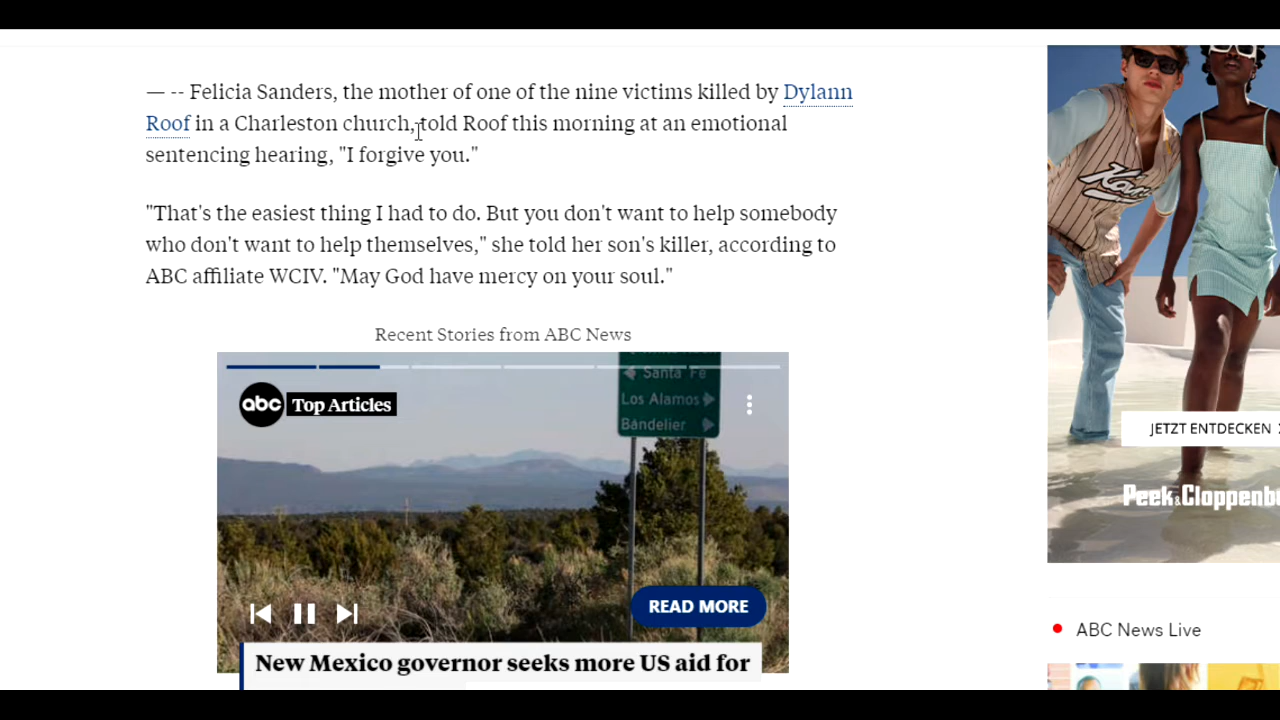 — -- Felicia Sanders, the mother of one of the nine victims killed by Dylann
Roof in a Charleston church, told Roof this morning at an emotional
sentencing hearing, "I forgive you."
"That's the easiest thing I had to do. But you don't want to help somebody
who don't want to help themselves," she told her son's killer, according to
ABC affiliate WCIV. "May God have mercy on your soul."
Recent Stories from ABC News
abc Top Articles
Santa Fe
Los Alamos
Bandelier
READ MORE
New Mexico governor seeks more US aid for
JETZT ENTDECKEN
Peek&Cloppenb
ABC News Live